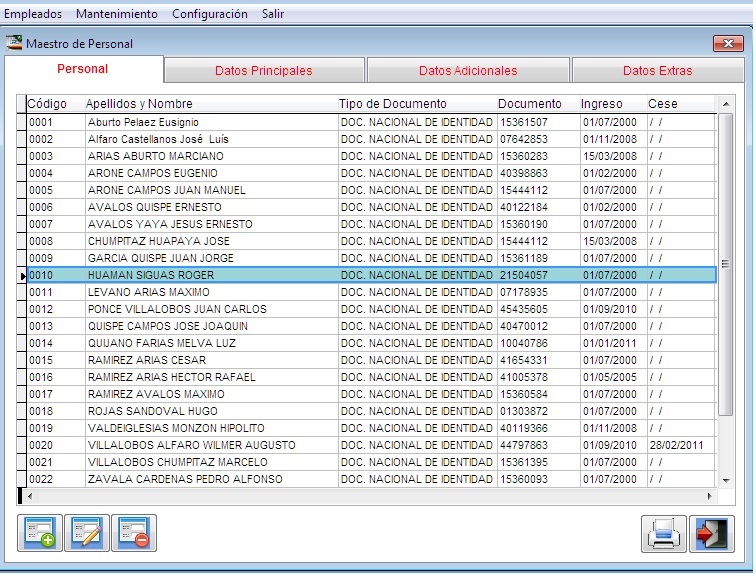 Empleados Mantenimiento Configuración Salir
Maestro de Personal
Personal Datos Principales Datos Adicionales Datos Extras
Código Apellidos y Nombre Tipo de Documento Documento Ingreso Cese
0001 Aburto Pelaez Eusignio DOC. NACIONAL DE IDENTIDAD 15361507 01/07/2000 / /
0002 Alfaro Castellanos José Luís DOC. NACIONAL DE IDENTIDAD 07642853 01/11/2008 / /
0003 ARIAS ABURTO MARCIANO DOC. NACIONAL DE IDENTIDAD 15360283 15/03/2008 / /
0004 ARONE CAMPOS EUGENIO DOC. NACIONAL DE IDENTIDAD 40398863 01/02/2000 / /
0005 ARONE CAMPOS JUAN MANUEL DOC. NACIONAL DE IDENTIDAD 15444112 01/07/2000 / /
0006 AVALOS QUISPE ERNESTO DOC. NACIONAL DE IDENTIDAD 40122184 01/02/2000 / /
0007 AVALOS YAYA JESUS ERNESTO DOC. NACIONAL DE IDENTIDAD 15360190 01/07/2000 / /
0008 CHUMPITAZ HUAPAYA JOSE DOC. NACIONAL DE IDENTIDAD 15444112 15/03/2008 / /
0009 GARCIA QUISPE JUAN JORGE DOC. NACIONAL DE IDENTIDAD 15361189 01/07/2000 / /
0010 HUAMAN SIGUAS ROGER DOC. NACIONAL DE IDENTIDAD 21504057 01/07/2000 / /
0011 LEVANO ARIAS MAXIMO DOC. NACIONAL DE IDENTIDAD 07178935 01/07/2000 / /
0012 PONCE VILLALOBOS JUAN CARLOS DOC. NACIONAL DE IDENTIDAD 45435605 01/09/2010 / /
0013 QUISPE CAMPOS JOSE JOAQUIN DOC. NACIONAL DE IDENTIDAD 40470012 01/07/2000 / /
0014 QUIJANO FARIAS MELVA LUZ DOC. NACIONAL DE IDENTIDAD 10040786 01/01/2011 / /
0015 RAMIREZ ARIAS CESAR DOC. NACIONAL DE IDENTIDAD 41654331 01/07/2000 / /
0016 RAMIREZ ARIAS HECTOR RAFAEL DOC. NACIONAL DE IDENTIDAD 41005378 01/05/2005 / /
0017 RAMIREZ AVALOS MAXIMO DOC. NACIONAL DE IDENTIDAD 15360584 01/07/2000 / /
0018 ROJAS SANDOVAL HUGO DOC. NACIONAL DE IDENTIDAD 01303872 01/07/2000 / /
0019 VALDEIGLESIAS MONZON HIPOLITO DOC. NACIONAL DE IDENTIDAD 40119366 01/11/2008 / /
0020 VILLALOBOS ALFARO WILMER AUGUSTO DOC. NACIONAL DE IDENTIDAD 44797863 01/09/2010 28/02/2011
0021 VILLALOBOS CHUMPITAZ MARCELO DOC. NACIONAL DE IDENTIDAD 15361395 01/07/2000 / /
0022 ZAVALA CARDENAS PEDRO ALFONSO DOC. NACIONAL DE IDENTIDAD 15360093 01/07/2000 / /